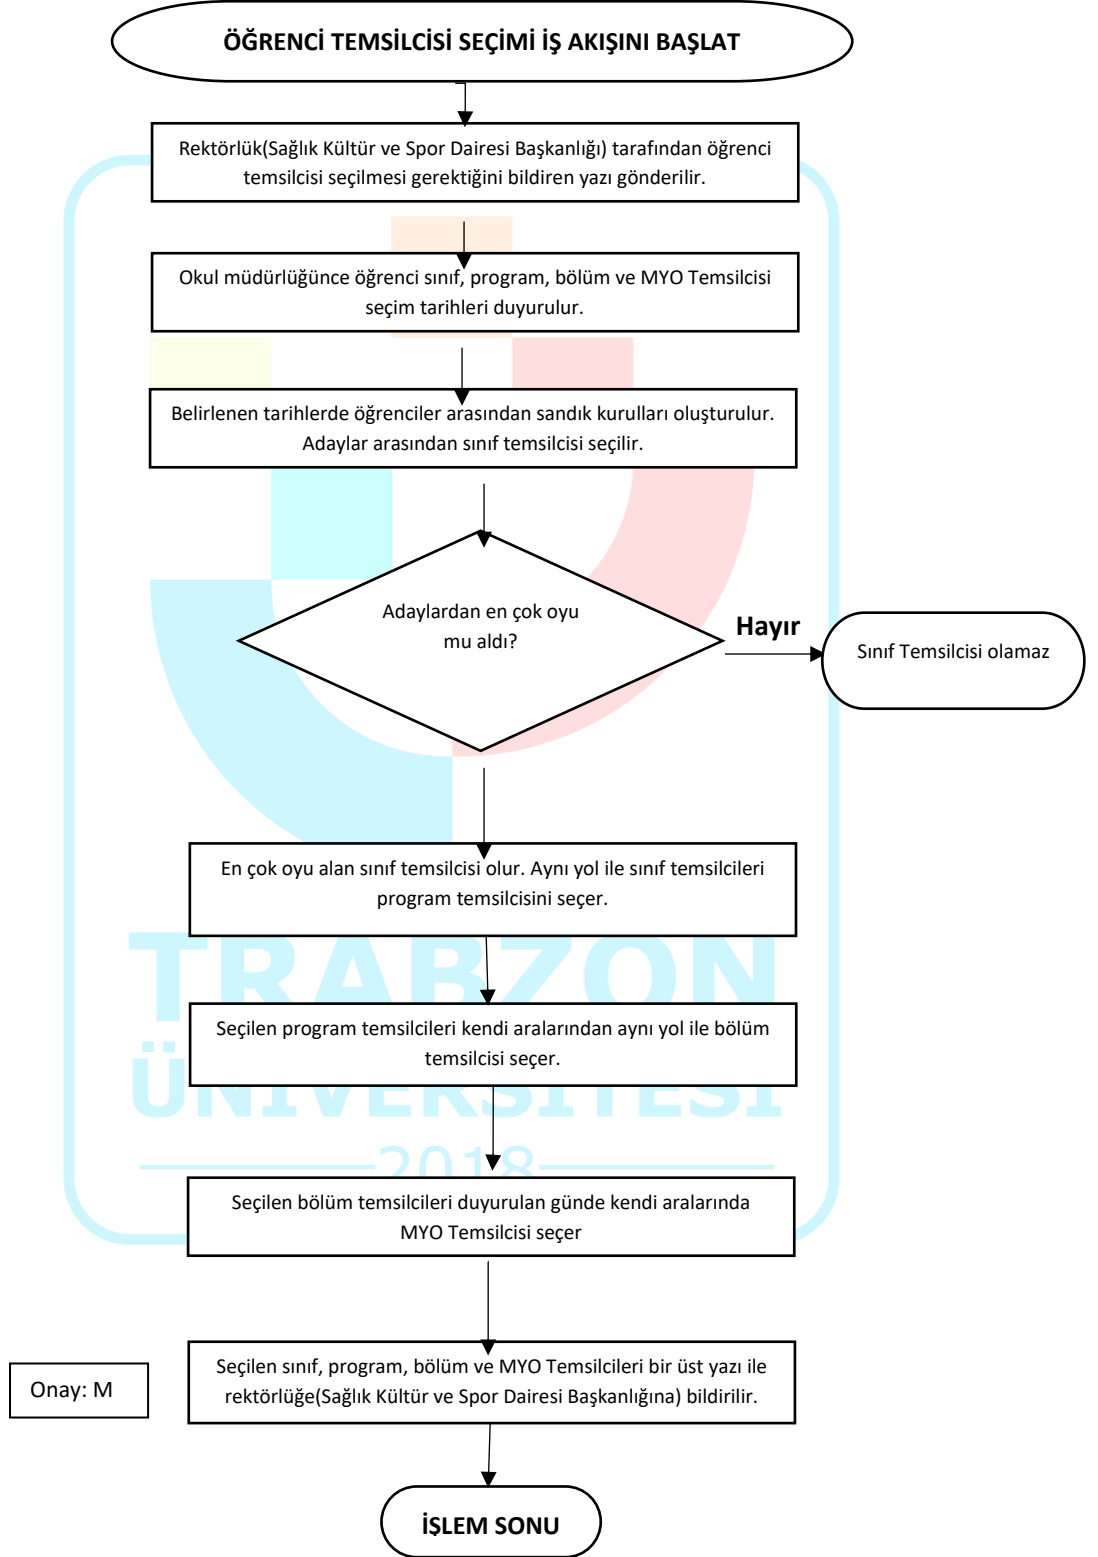 ÖĞRENCİ TEMSİLCİSİ SEÇİMİ İŞ AKIŞINI BAŞLAT
Rektörlük(Sağlık Kültür ve Spor Dairesi Başkanlığı) tarafından öğrenci
temsilcisi seçilmesi gerektiğini bildiren yazı gönderilir.
Okul müdürlüğünce öğrenci sınıf, program, bölüm ve MYO Temsilcisi
seçim tarihleri duyurulur.
Belirlenen tarihlerde öğrenciler arasından sandık kurulları oluşturulur.
Adaylar arasından sınıf temsilcisi seçilir.
Adaylardan en çok oyu
mu aldı?
Hayır
Sınıf Temsilcisi olamaz
En çok oyu alan sınıf temsilcisi olur. Aynı yol ile sınıf temsilcileri
program temsilcisini seçer.
TRABZON
Seçilen program temsilcileri kendi aralarından aynı yol ile bölüm
temsilcisi seçer.
ÜNİVERSİTESİ
2018
Seçilen bölüm temsilcileri duyurulan günde kendi aralarında
MYO Temsilcisi seçer
Seçilen sınıf, program, bölüm ve MYO Temsilcileri bir üst yazı ile
rektörlüğe(Sağlık Kültür ve Spor Dairesi Başkanlığına) bildirilir.
Onay: M
İŞLEM SONU